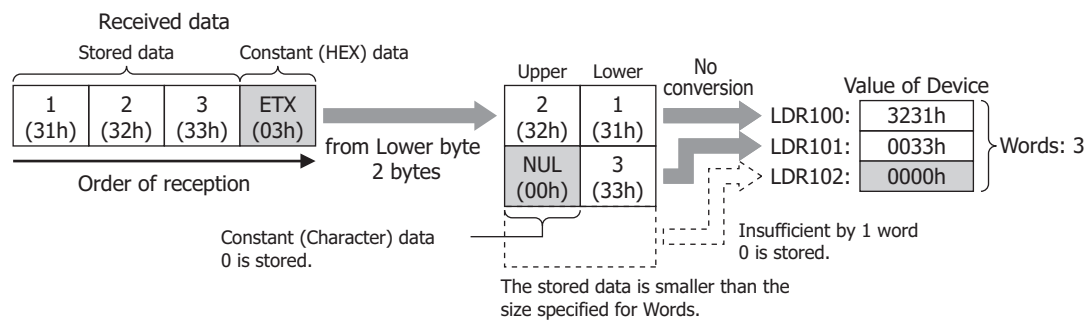 Received data
Stored data
Constant (HEX) data
1 2 3 ETX
(31h) (32h) (33h) (03h)
Order of reception
from Lower byte
2 bytes
Upper Lower
2 1
(32h) (31h)
NUL 3
(00h) (33h)
Constant (Character) data
0 is stored.
The stored data is smaller than the
size specified for Words.
No
conversion
Value of Device
LDR100: 3231h
LDR101: 0033h
LDR102: 0000h
Words: 3
Insufficient by 1 word
0 is stored.